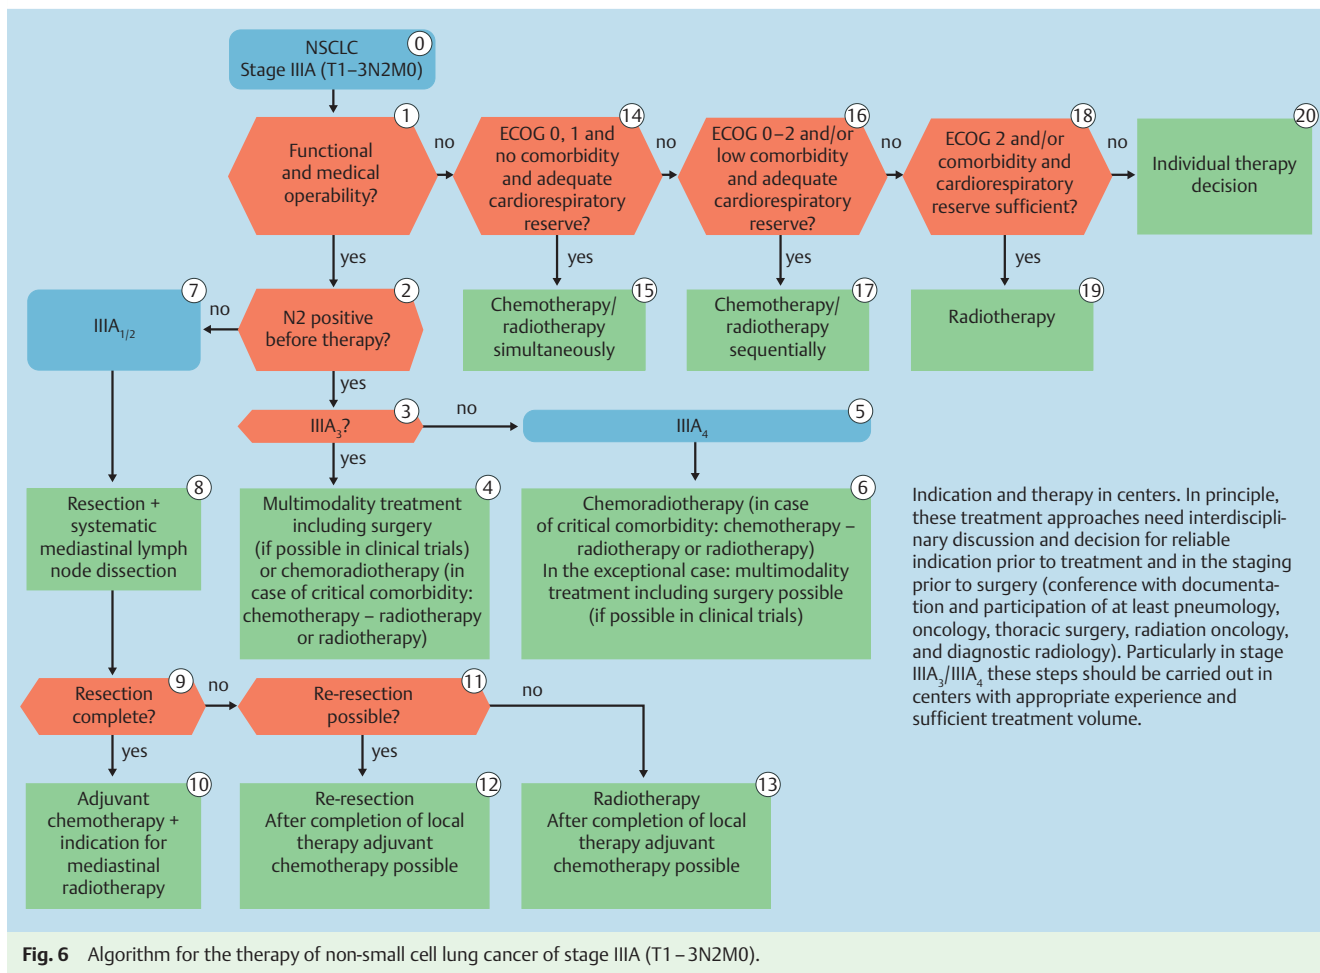 NSCLC
Stage IIIA (T1–3N2M0)
0
Functional
and medical
operability?
1
no
yes
ECOG 0, 1 and
no comorbidity
and adequate
cardiorespiratory
reserve?
14
no
yes
ECOG 0–2 and/or
low comorbidity
and adequate
cardiorespiratory
reserve?
16
no
yes
ECOG 2 and/or
comorbidity and
cardiorespiratory
reserve sufficient?
18
no
yes
Individual therapy
decision
20
IIIA1/2
7
no
N2 positive
before therapy?
2
yes
Chemotherapy/
radiotherapy
simultaneously
15
Chemotherapy/
radiotherapy
sequentially
17
Radiotherapy
19
IIIA3?
3
no
yes
IIIA4
5
Resection +
systematic
mediastinal lymph
node dissection
8
Multimodality treatment
including surgery
(if possible in clinical trials)
or chemoradiotherapy (in
case of critical comorbidity:
chemotherapy – radiotherapy
or radiotherapy)
4
Chemoradiotherapy (in case
of critical comorbidity: chemotherapy –
radiotherapy or radiotherapy)
In the exceptional case: multimodality
treatment including surgery possible
(if possible in clinical trials)
6
Indication and therapy in centers. In principle,
these treatment approaches need interdiscipli-
nary discussion and decision for reliable
indication prior to treatment and in the staging
prior to surgery (conference with documenta-
tion and participation of at least pneumology,
oncology, thoracic surgery, radiation oncology,
and diagnostic radiology). Particularly in stage
IIIA3/IIIA4 these steps should be carried out in
centers with appropriate experience and
sufficient treatment volume.
Resection
complete?
9
no
yes
Re-resection
possible?
11
no
yes
Adjuvant
chemotherapy +
indication for
mediastinal
radiotherapy
10
Re-resection
After completion of local
therapy adjuvant
chemotherapy possible
12
Radiotherapy
After completion of local
therapy adjuvant
chemotherapy possible
13
Fig. 6 Algorithm for the therapy of non-small cell lung cancer of stage IIIA (T1–3N2M0).